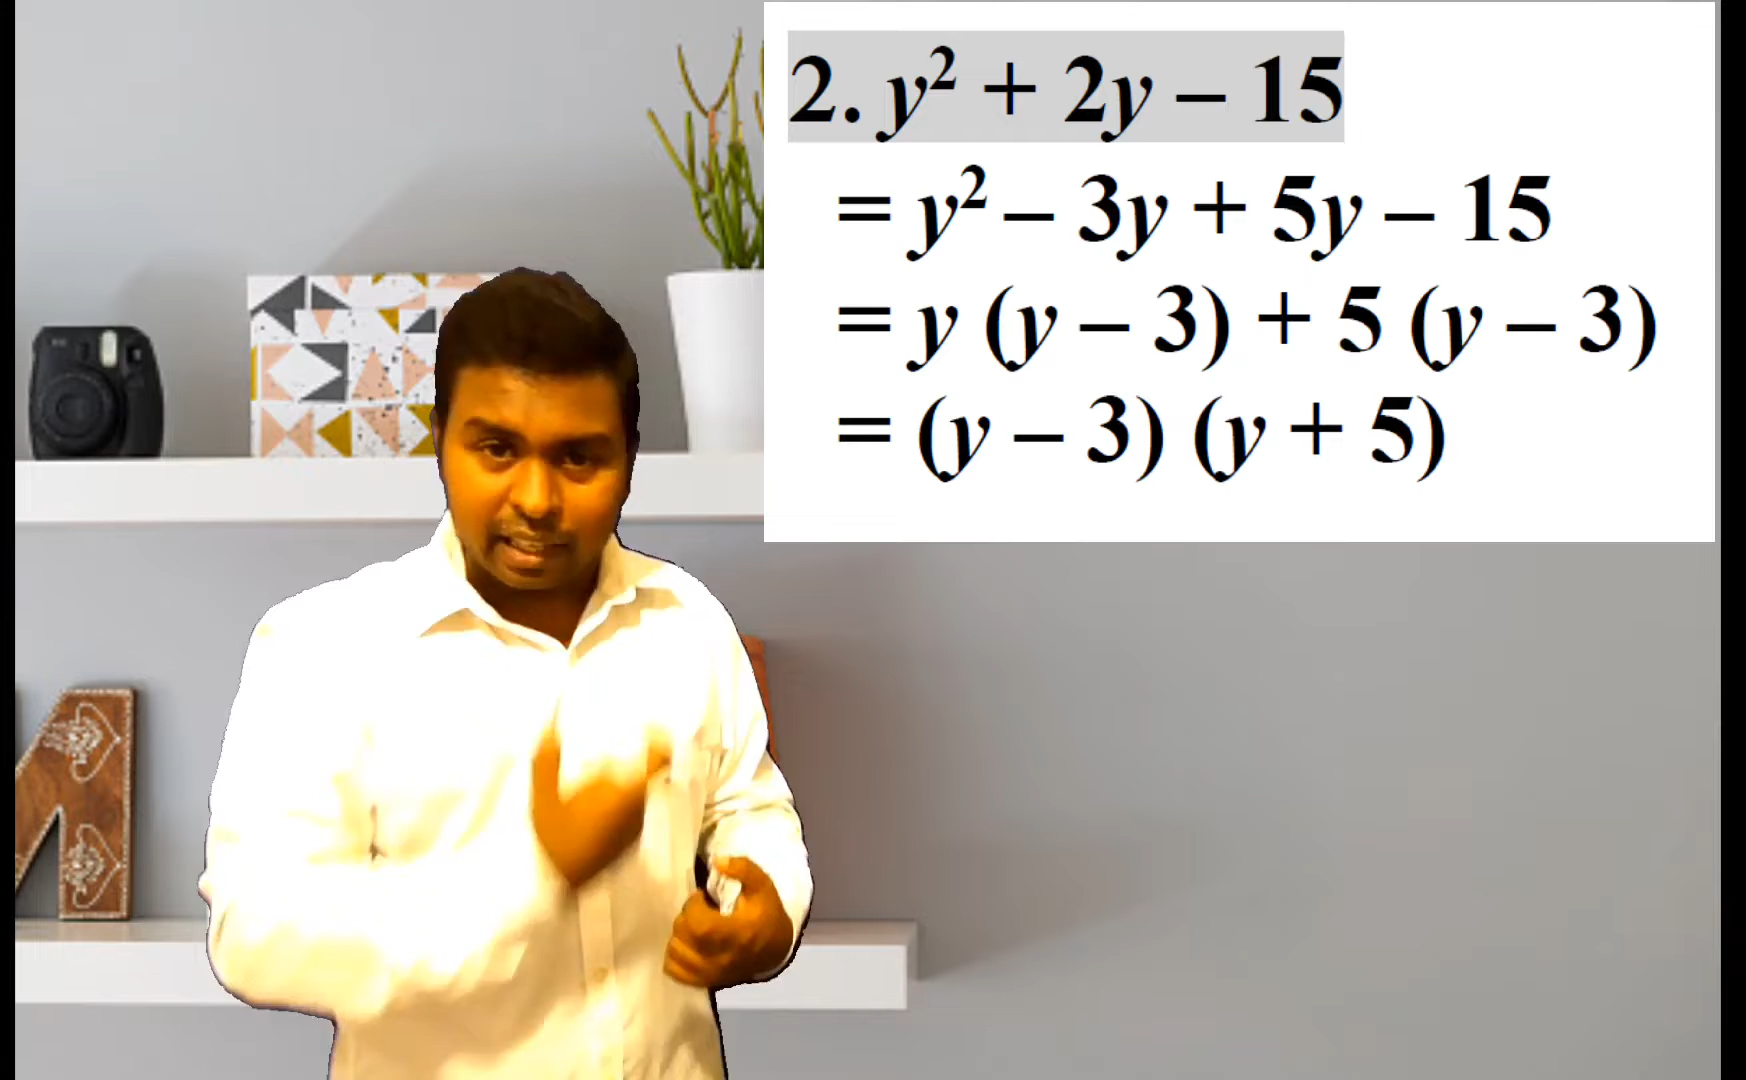 2. y² + 2y – 15
= y² – 3y + 5y – 15
= y (y – 3) + 5 (y – 3)
= (y – 3) (y + 5)